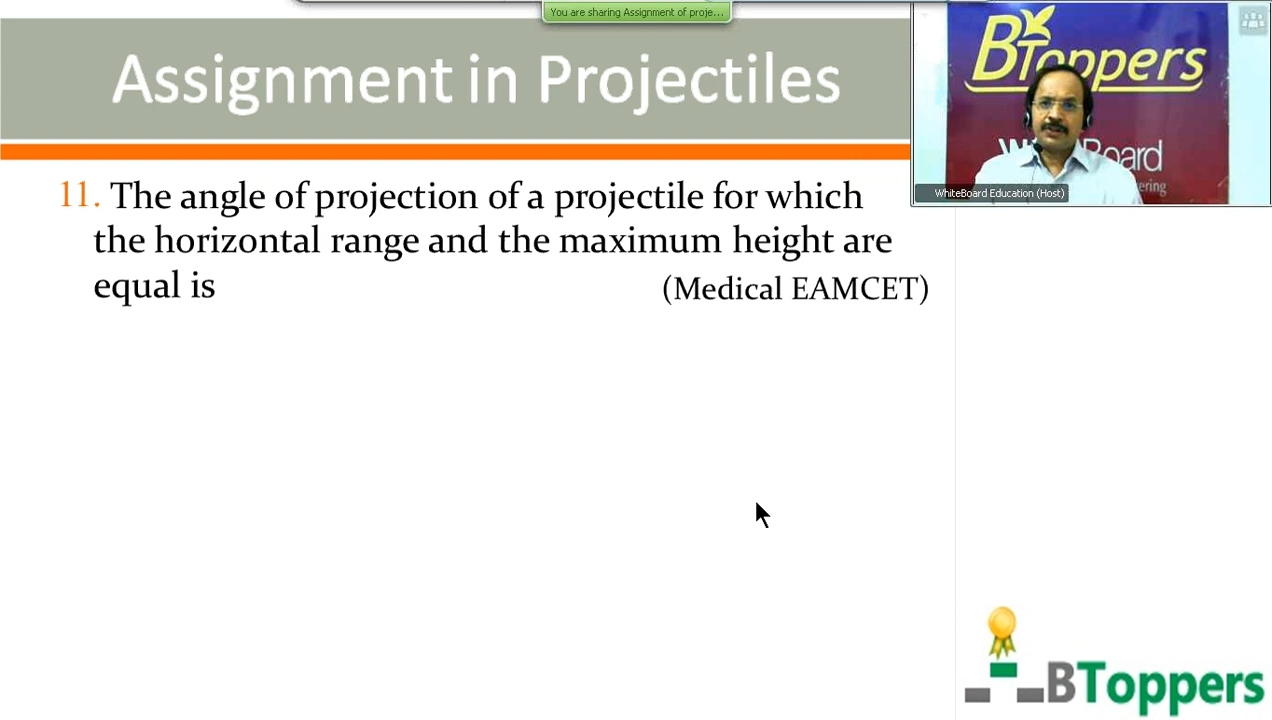 You are sharing Assignment of proje...
Assignment in Projectiles
BToppers
Board
WhiteBoard Education (Host)
11. The angle of projection of a projectile for which
the horizontal range and the maximum height are
equal is
(Medical EAMCET)
BToppers